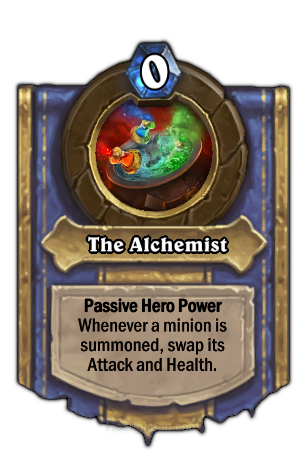 0
The Alchemist
Passive Hero Power
Whenever a minion is
summoned, swap its
Attack and Health.